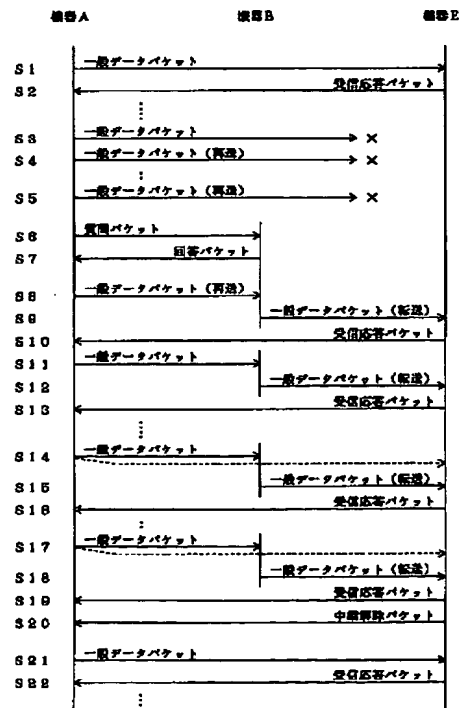 機器A 機器B 機器E
S1 一般データパケット
S2 受信応答パケット
S3 一般データパケット ×
S4 一般データパケット(再送) ×
S5 一般データパケット(再送) ×
S6 質問パケット
S7 回答パケット
S8 一般データパケット(再送)
S9 一般データパケット(転送)
S10 受信応答パケット
S11 一般データパケット
S12 一般データパケット(転送)
S13 受信応答パケット
S14 一般データパケット
S15 一般データパケット(転送)
S16 受信応答パケット
S17 一般データパケット
S18 一般データパケット(転送)
S19 受信応答パケット
S20 中継解除パケット
S21 一般データパケット
S22 受信応答パケット